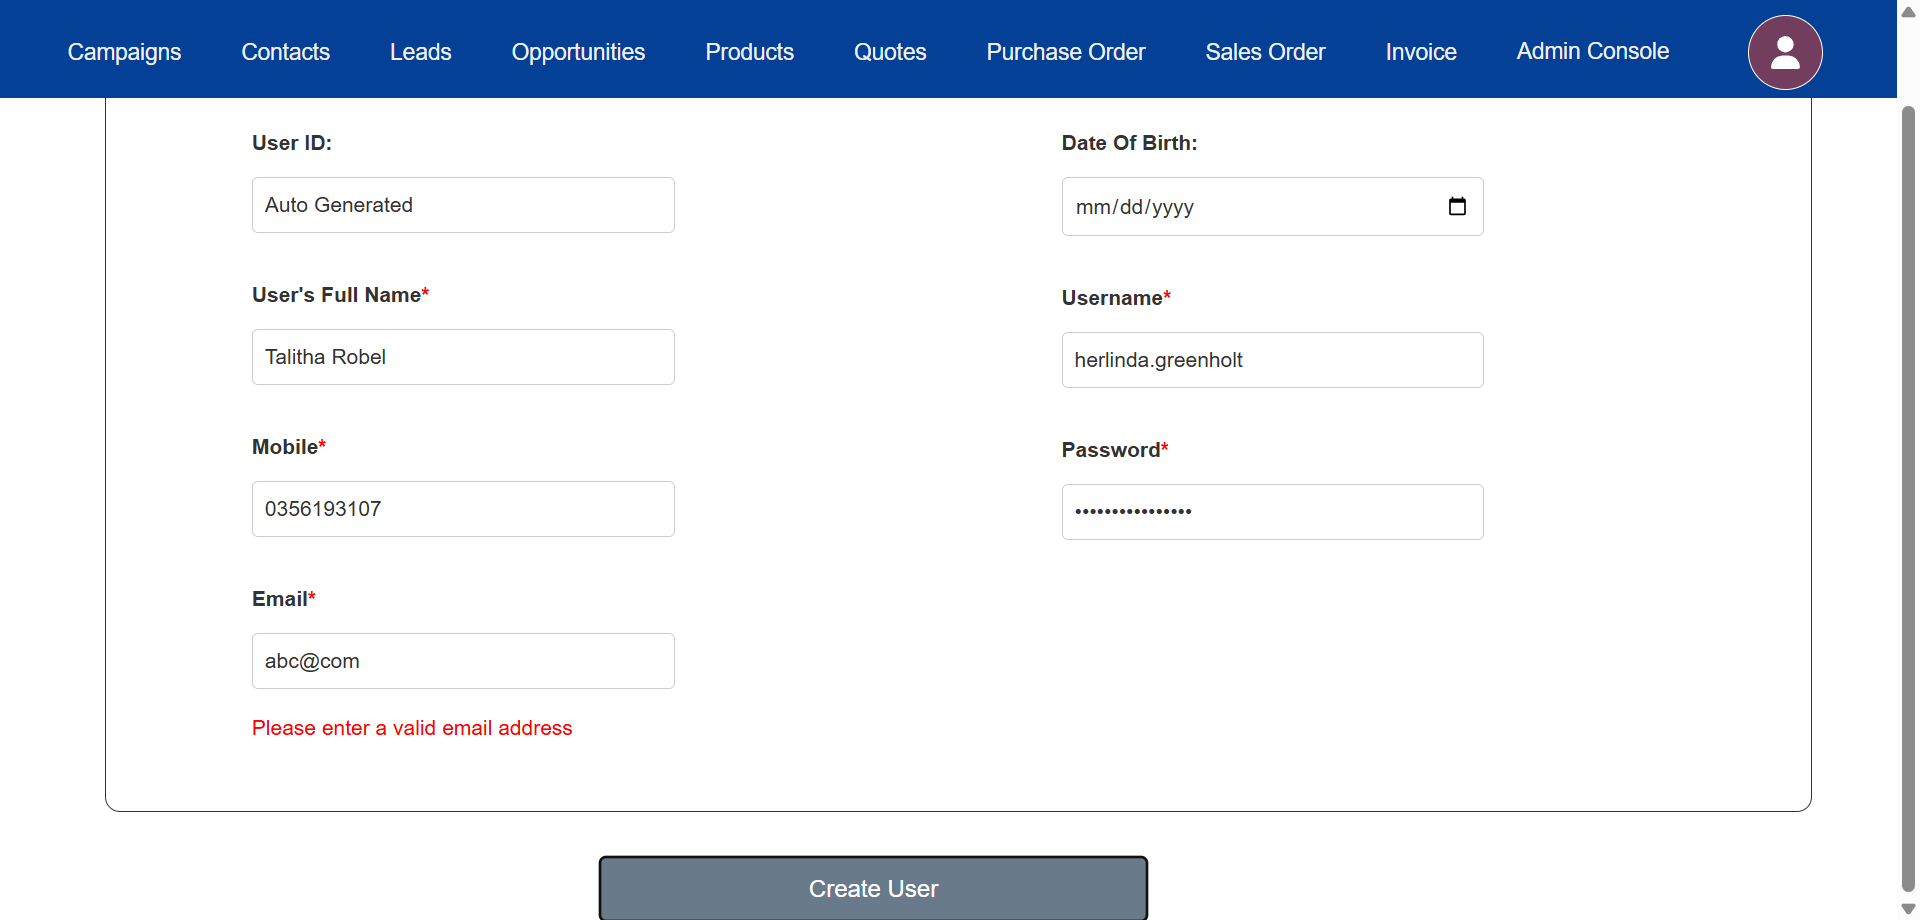 Campaigns Contacts Leads Opportunities Products Quotes Purchase Order Sales Order Invoice Admin Console
User ID:
Auto Generated
User's Full Name*
Talitha Robel
Mobile*
0356193107
Email*
abc@com
Please enter a valid email address
Date Of Birth:
mm/dd/yyyy
Username*
herlinda.greenholt
Password*
••••••••••••••••
Create User